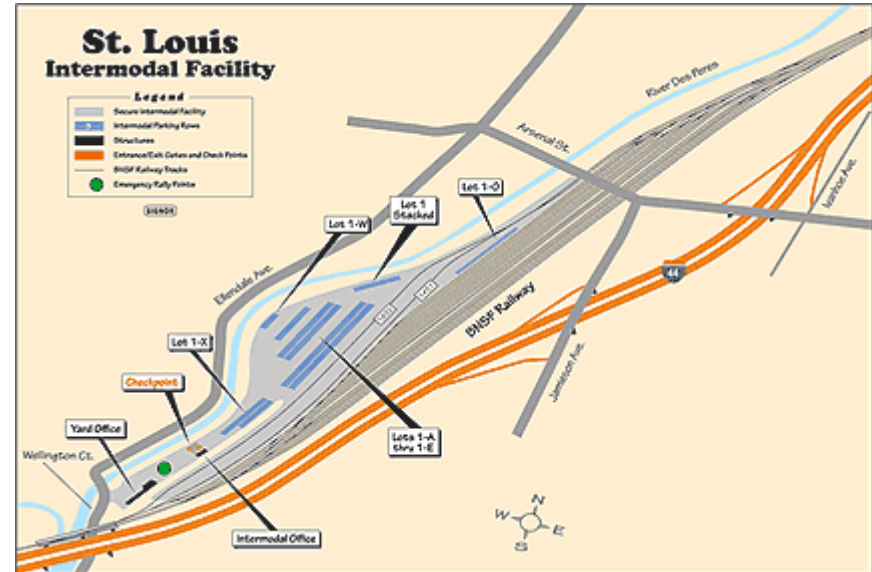 St. Louis
Intermodal Facility
Legend
Secure Intermodal Facility
Intermodal Parking Rows
Structures
Entrance/Exit Gates and Check Points
BNSF Railway Tracks
Emergency Rally Points
River Des Peres
Arsenal St.
Ivanhoe Ave.
Lot 1-O
Lot 1
Stacked
Lot 1-W
Ellendale Ave.
44
BNSF Railway
Lot 1-X
Jamieson Ave.
Checkpoint
Yard Office
Lots 1-A
thru 1-E
Wellington Ct.
Intermodal Office
N
W
E
S